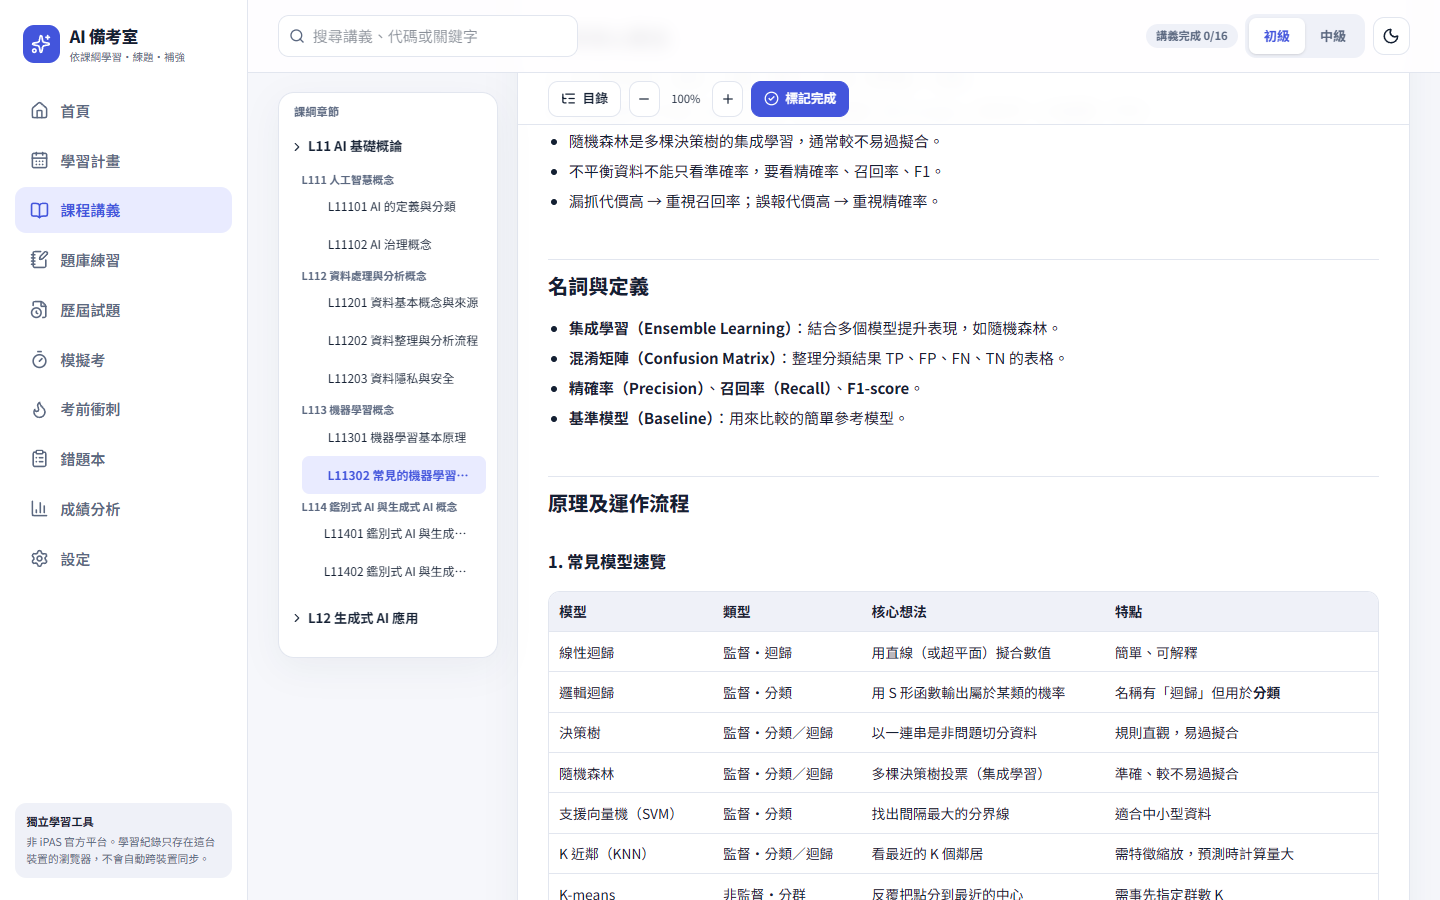 AI 備考室
依課綱學習・練題・補強
首頁
學習計畫
課程講義
題庫練習
歷屆試題
模擬考
考前衝刺
錯題本
成績分析
設定
獨立學習工具
非 iPAS 官方平台。學習紀錄只存在這台
裝置的瀏覽器，不會自動跨裝置同步。
搜尋講義、代碼或關鍵字
講義完成 0/16
初級
中級
課綱章節
L11 AI 基礎概論
L111 人工智慧概念
L11101 AI 的定義與分類
L11102 AI 治理概念
L112 資料處理與分析概念
L11201 資料基本概念與來源
L11202 資料整理與分析流程
L11203 資料隱私與安全
L113 機器學習概念
L11301 機器學習基本原理
L11302 常見的機器學習…
L114 鑑別式 AI 與生成式 AI 概念
L11401 鑑別式 AI 與生成…
L11402 鑑別式 AI 與生成…
L12 生成式 AI 應用
目錄
100%
標記完成
隨機森林是多棵決策樹的集成學習，通常較不易過擬合。
不平衡資料不能只看準確率，要看精確率、召回率、F1。
漏抓代價高 → 重視召回率；誤報代價高 → 重視精確率。
名詞與定義
集成學習（Ensemble Learning）：結合多個模型提升表現，如隨機森林。
混淆矩陣（Confusion Matrix）：整理分類結果 TP、FP、FN、TN 的表格。
精確率（Precision）、召回率（Recall）、F1-score。
基準模型（Baseline）：用來比較的簡單參考模型。
原理及運作流程
1. 常見模型速覽
模型 類型 核心想法 特點
線性迴歸 監督・迴歸 用直線（或超平面）擬合數值 簡單、可解釋
邏輯迴歸 監督・分類 用 S 形函數輸出屬於某類的機率 名稱有「迴歸」但用於分類
決策樹 監督・分類／迴歸 以一連串是非問題切分資料 規則直觀，易過擬合
隨機森林 監督・分類／迴歸 多棵決策樹投票（集成學習） 準確、較不易過擬合
支援向量機（SVM） 監督・分類 找出間隔最大的分界線 適合中小型資料
K 近鄰（KNN） 監督・分類／迴歸 看最近的 K 個鄰居 需特徵縮放，預測時計算量大
K-means 非監督・分群 反覆把點分到最近的中心 需事先指定群數 K